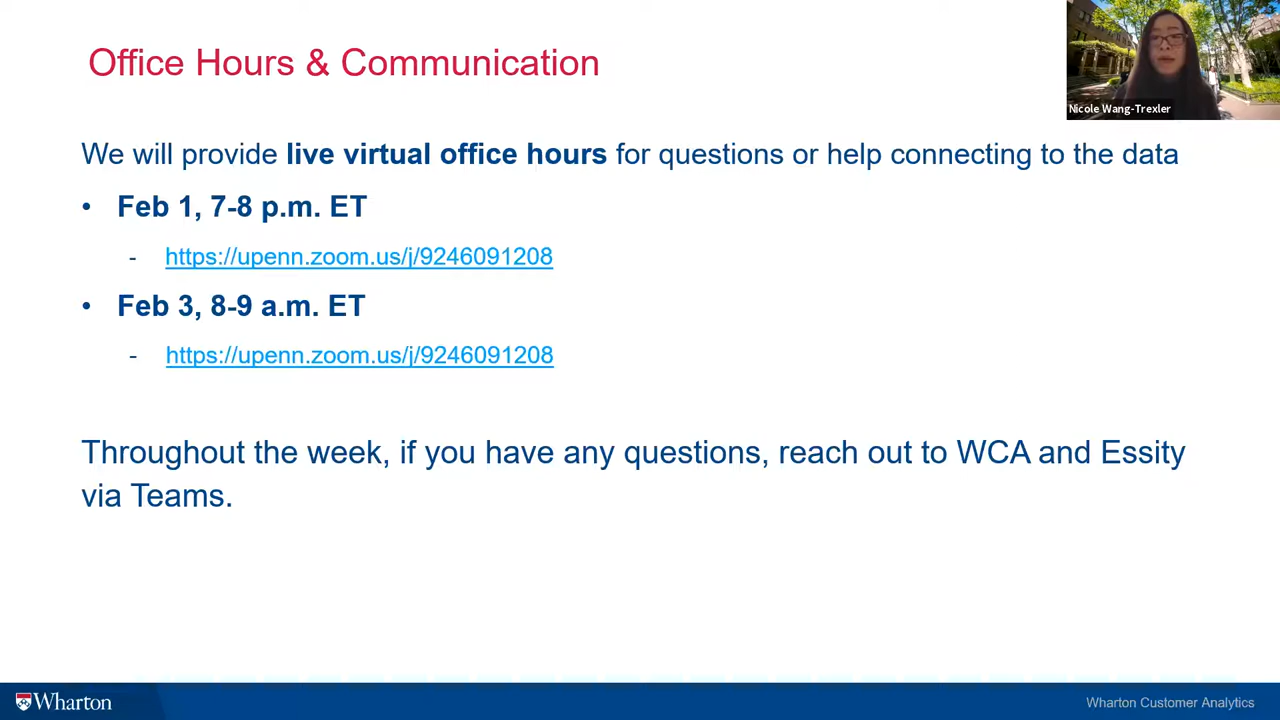 Office Hours & Communication
Nicole Wang-Trexler
We will provide live virtual office hours for questions or help connecting to the data
• Feb 1, 7-8 p.m. ET
- https://upenn.zoom.us/j/9246091208
• Feb 3, 8-9 a.m. ET
- https://upenn.zoom.us/j/9246091208
Throughout the week, if you have any questions, reach out to WCA and Essity
via Teams.
Wharton
Wharton Customer Analytics